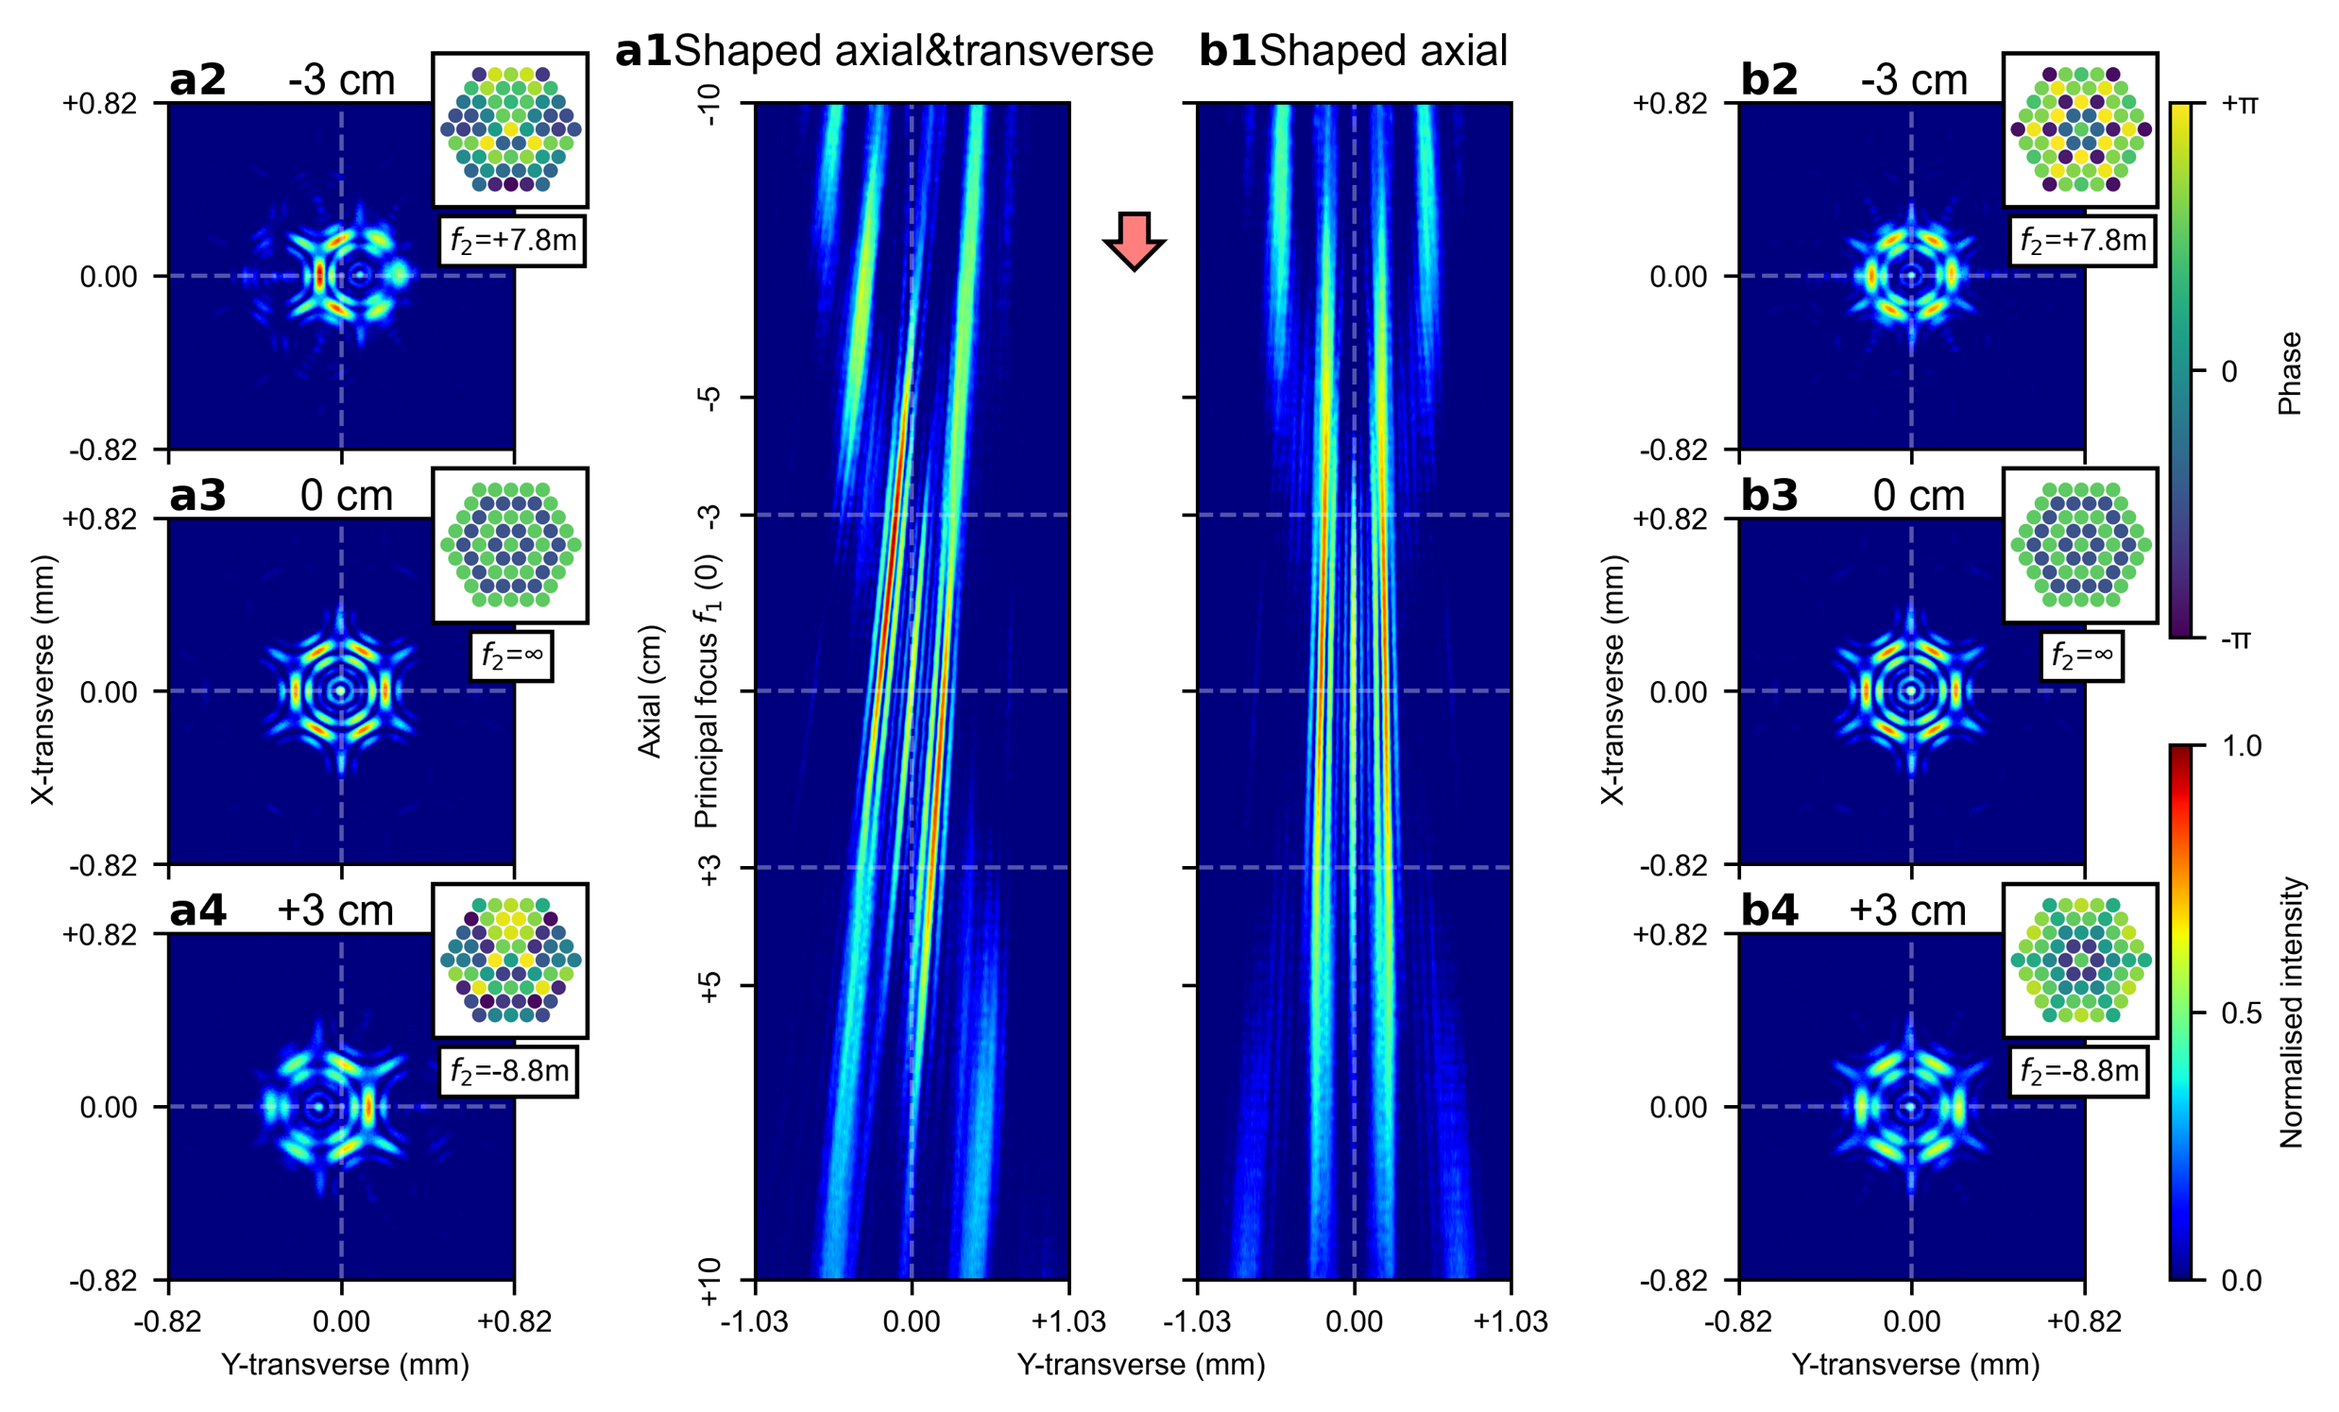 a1Shaped axial&transverse
b1Shaped axial
a2 -3 cm
+0.82
0.00
-0.82
f2=+7.8m
a3 0 cm
+0.82
0.00
-0.82
f2=∞
a4 +3 cm
+0.82
0.00
-0.82
f2=-8.8m
X-transverse (mm)
-0.82 0.00 +0.82
Y-transverse (mm)
-10
-5
-3
Principal focus f1 (0)
+3
+5
+10
Axial (cm)
-1.03 0.00 +1.03
-1.03 0.00 +1.03
Y-transverse (mm)
b2 -3 cm
+0.82
0.00
-0.82
f2=+7.8m
b3 0 cm
+0.82
0.00
-0.82
f2=∞
b4 +3 cm
+0.82
0.00
-0.82
f2=-8.8m
X-transverse (mm)
-0.82 0.00 +0.82
Y-transverse (mm)
+π
0
-π
Phase
1.0
0.5
0.0
Normalised intensity